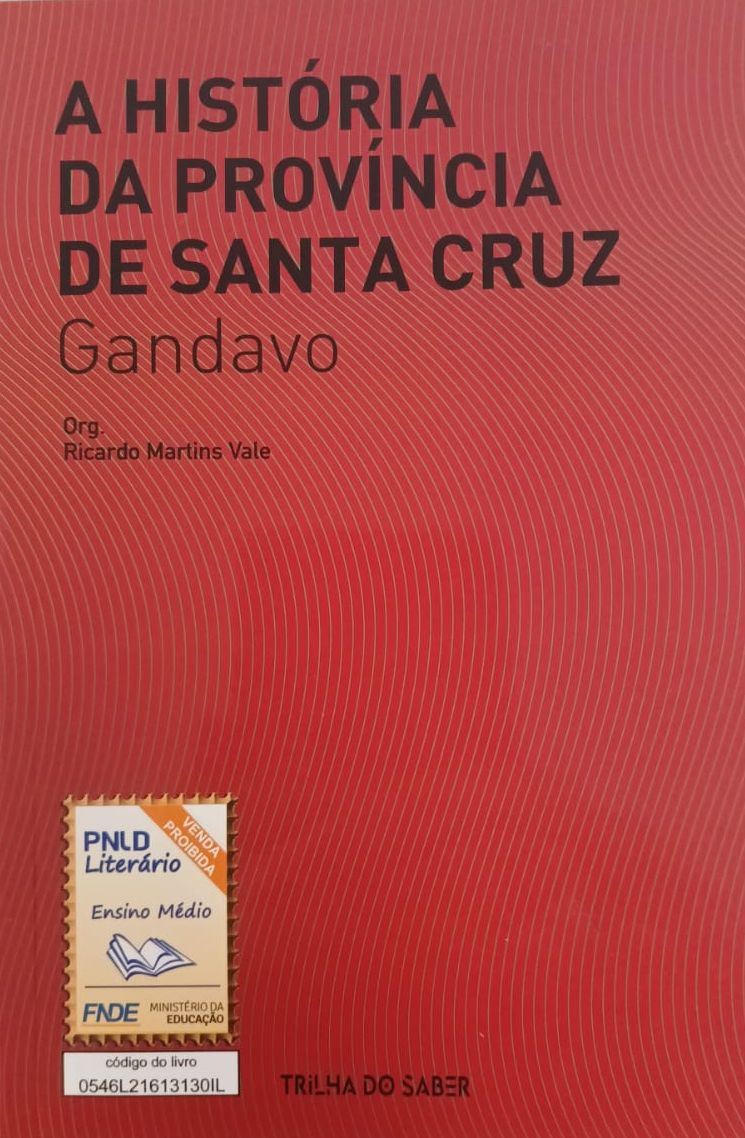 A HISTÓRIA
DA PROVÍNCIA
DE SANTA CRUZ
Gandavo
Org.
Ricardo Martins Vale
VENDA
PROIBIDA
PNLD
Literário
Ensino Médio
FNDE
MINISTÉRIO DA
EDUCAÇÃO
código do livro
0546L21613130IL
TRILHA DO SABER